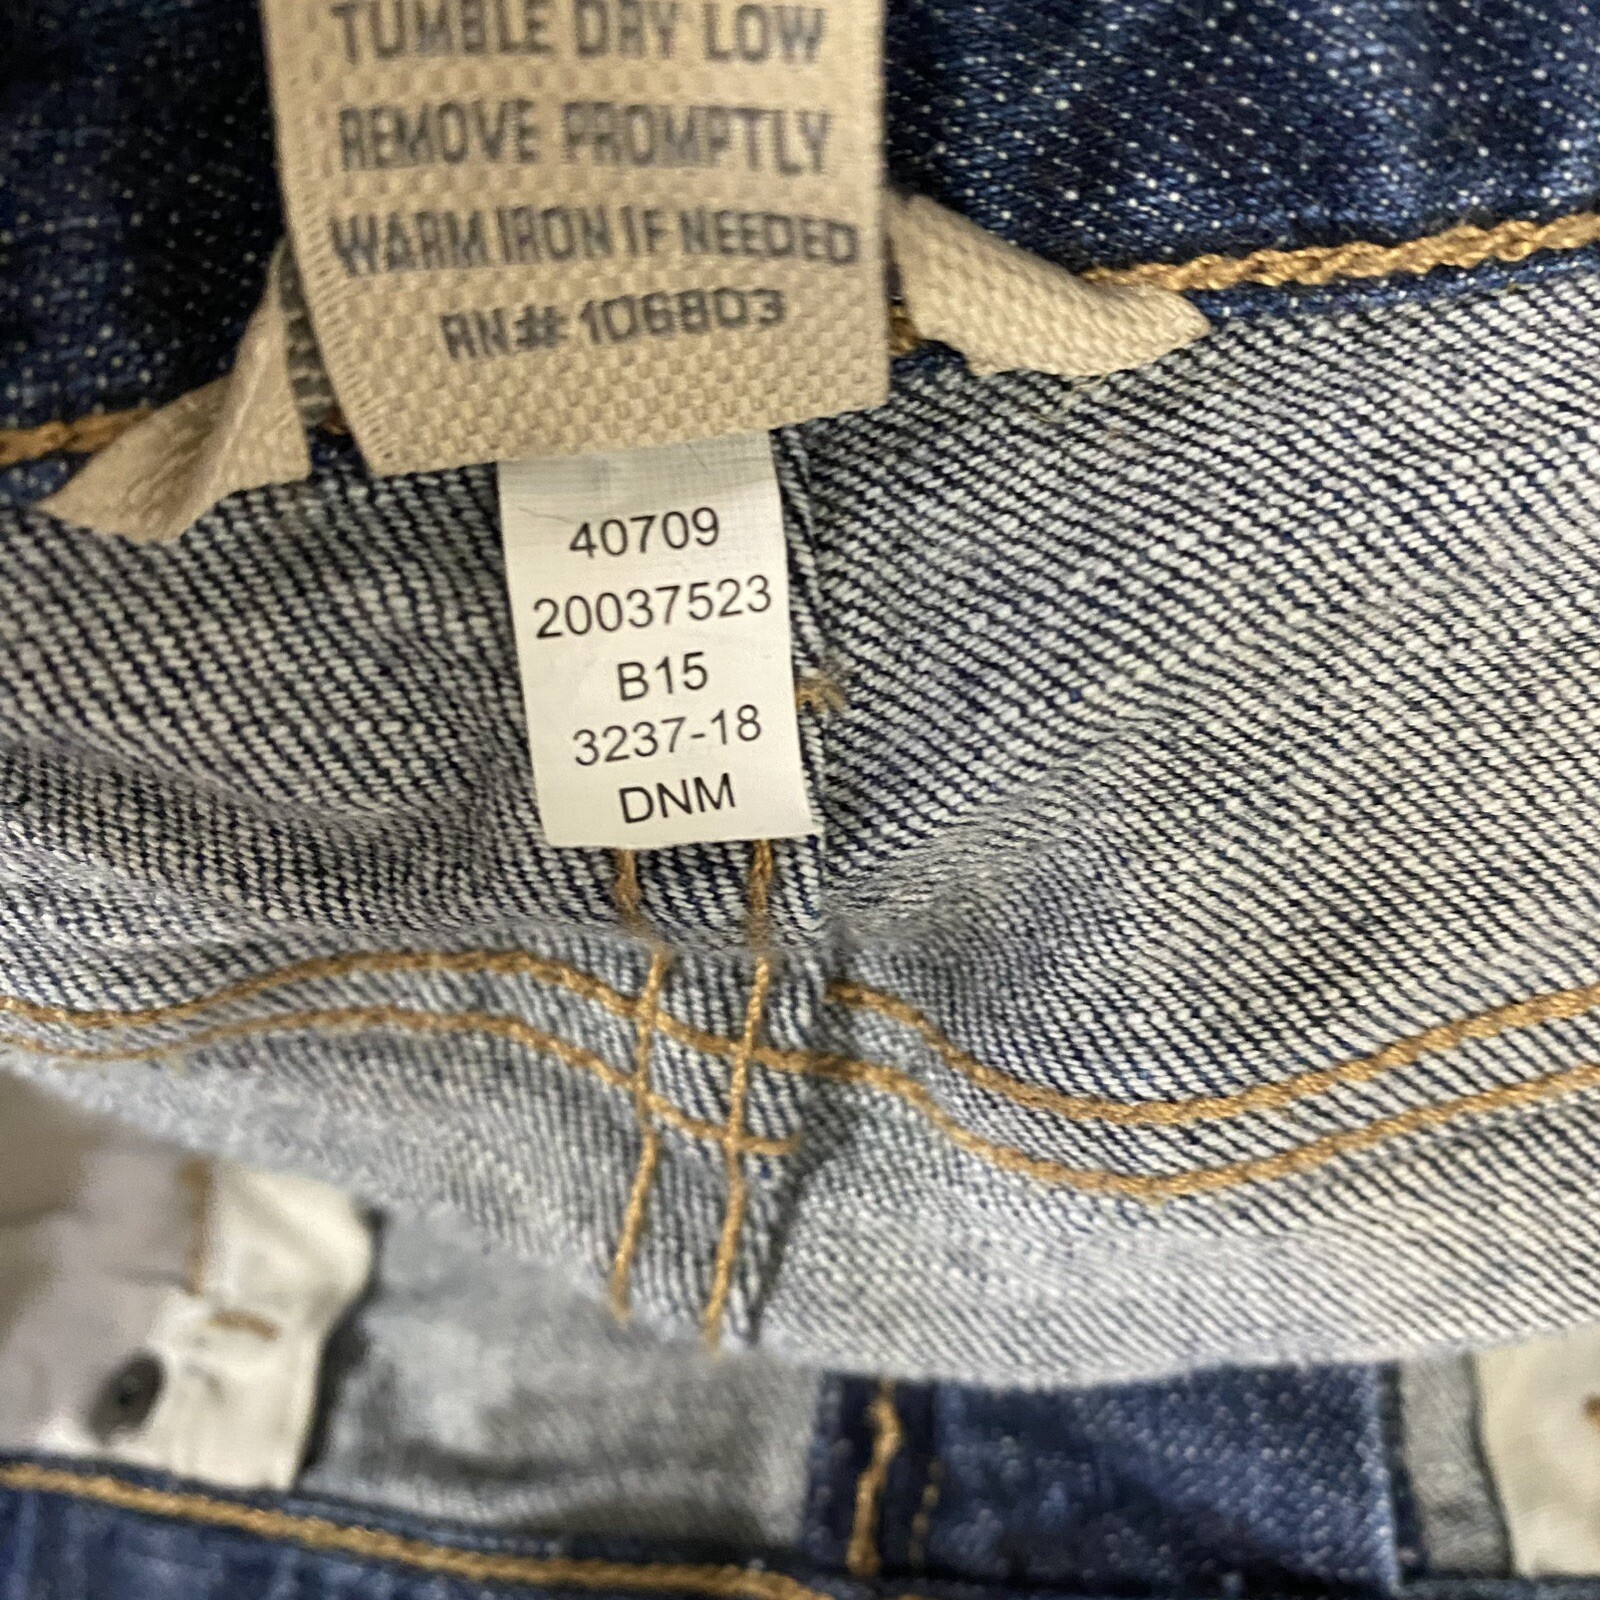 TUMBLE DRY LOW
REMOVE PROMPTLY
WARM IRON IF NEEDED
RN# 106803
40709
20037523
B15
3237-18
DNM